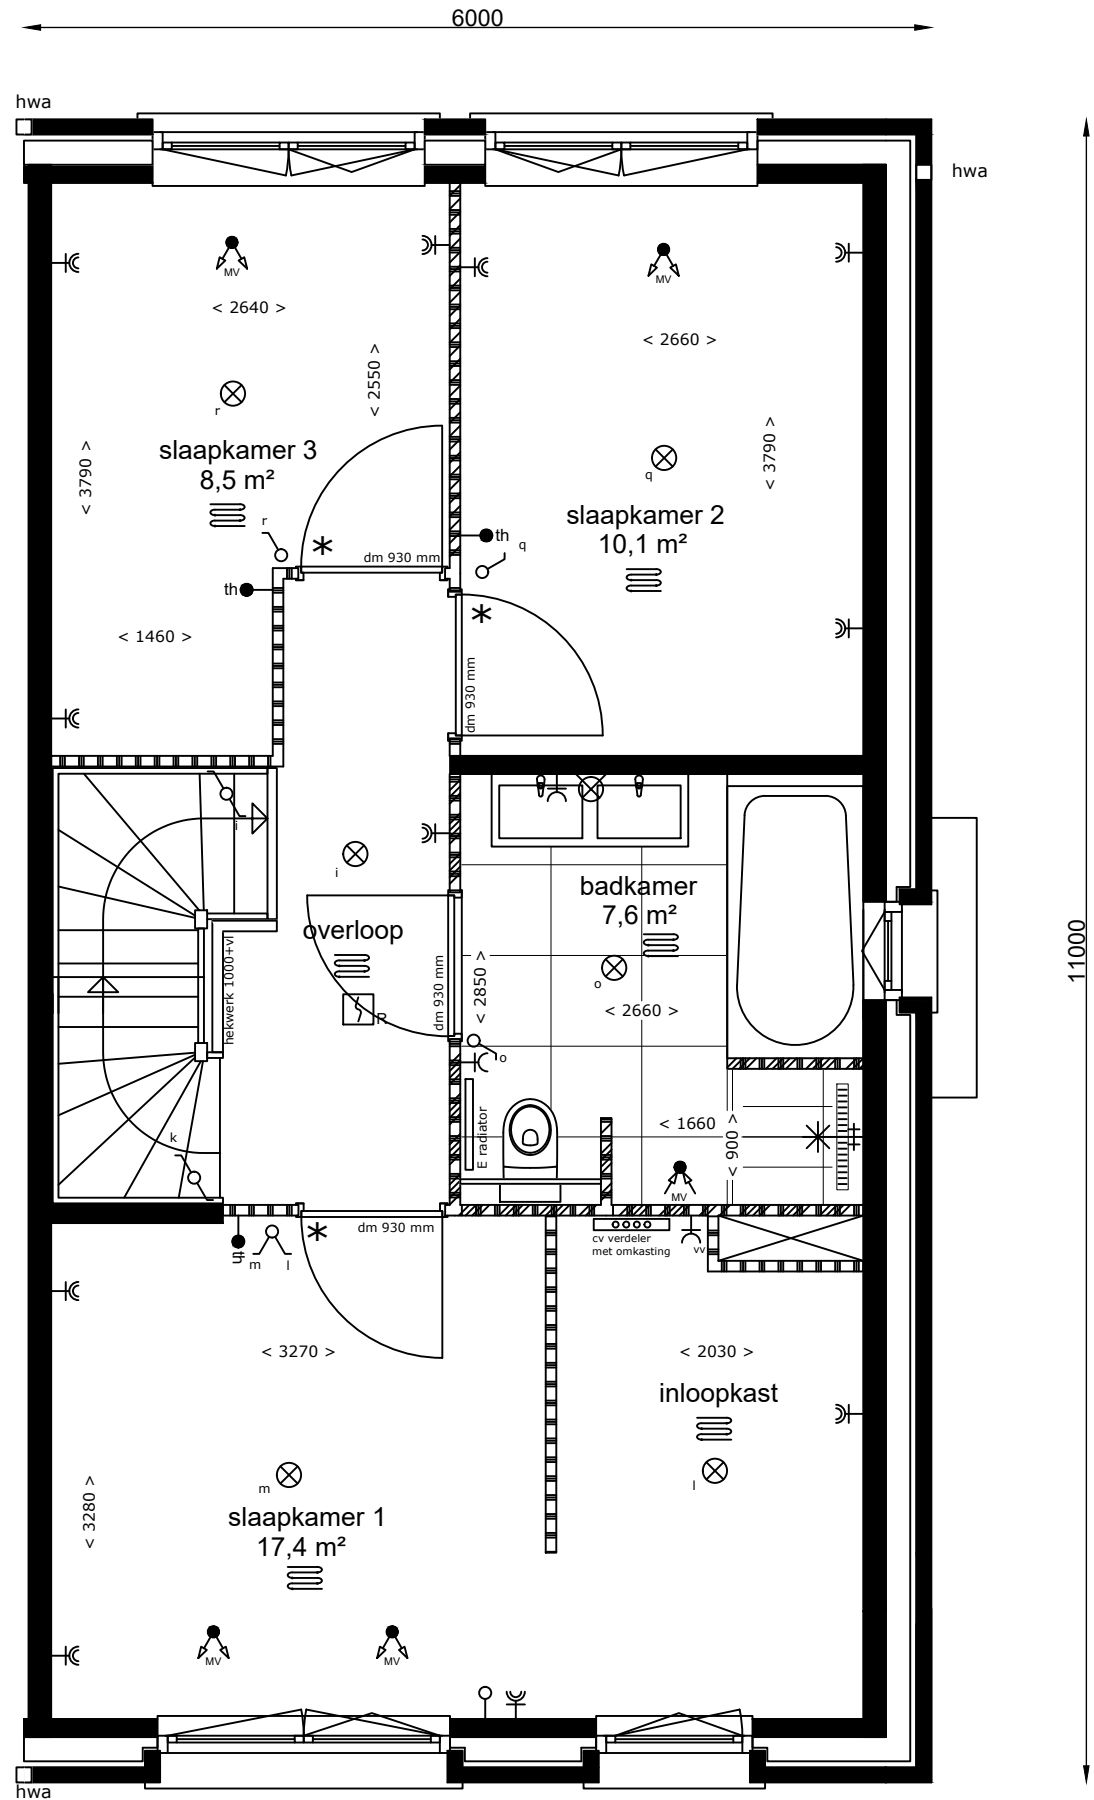 6000
hwa
hwa
MV
MV
< 2640 >
< 2660 >
< 2550 >
r
slaapkamer 3
8,5 m²
< 3790 >
< 3790 >
q
slaapkamer 2
10,1 m²
r
dm 930 mm
th
q
th
< 1460 >
dm 930 mm
i
i
badkamer
7,6 m²
overloop
hekwerk 1000+vl
dm 930 mm
< 2850 >
o
< 2660 >
R
o
11000
E radiator
< 1660
< 900 >
k
MV
dm 930 mm
th
m
l
cv verdeler
met omkasting
vv
< 3270 >
< 2030 >
inloopkast
m
l
< 3280 >
slaapkamer 1
17,4 m²
MV
MV
hwa